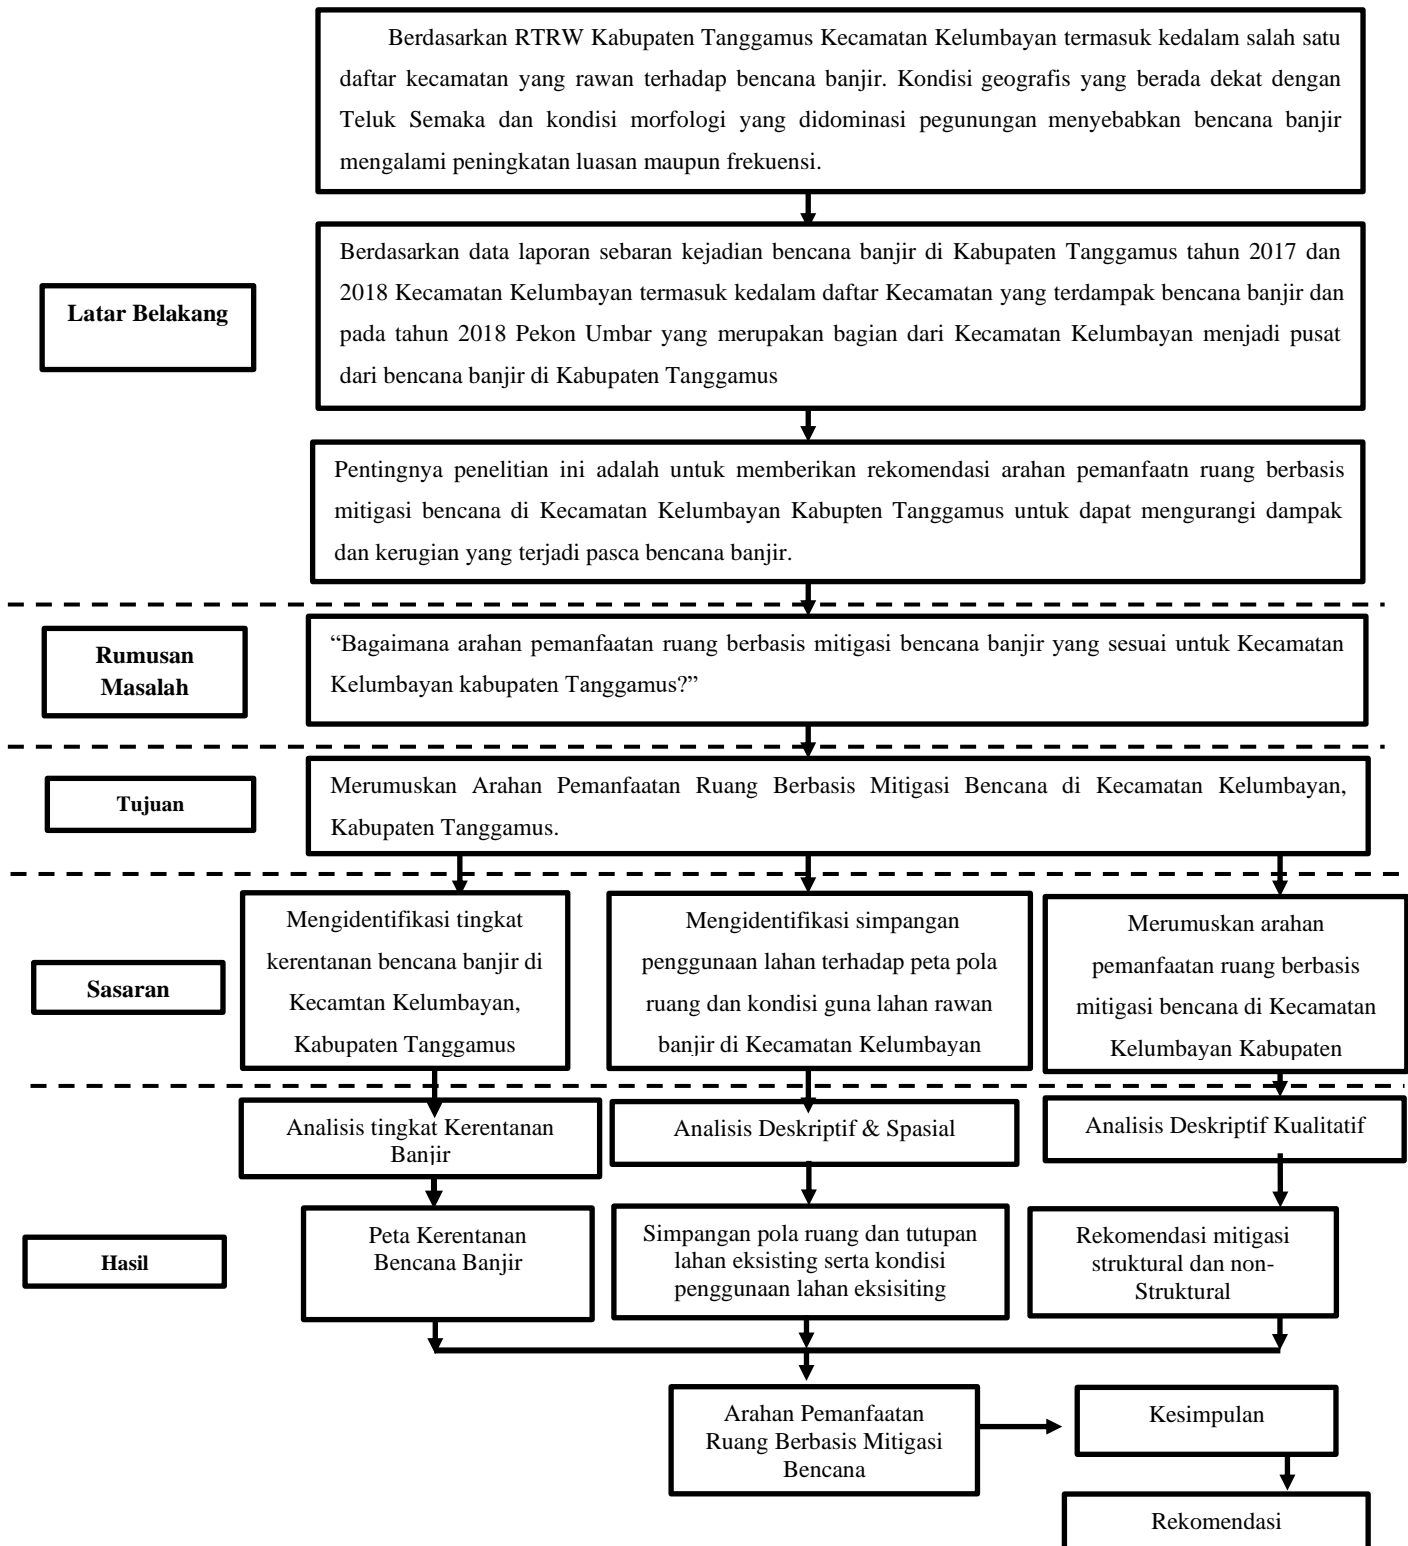 Berdasarkan RTRW Kabupaten Tanggamus Kecamatan Kelumbayan termasuk kedalam salah satu
daftar kecamatan yang rawan terhadap bencana banjir. Kondisi geografis yang berada dekat dengan
Teluk Semaka dan kondisi morfologi yang didominasi pegunungan menyebabkan bencana banjir
mengalami peningkatan luasan maupun frekuensi.
Latar Belakang
Berdasarkan data laporan sebaran kejadian bencana banjir di Kabupaten Tanggamus tahun 2017 dan
2018 Kecamatan Kelumbayan termasuk kedalam daftar Kecamatan yang terdampak bencana banjir dan
pada tahun 2018 Pekon Umbar yang merupakan bagian dari Kecamatan Kelumbayan menjadi pusat
dari bencana banjir di Kabupaten Tanggamus
Pentingnya penelitian ini adalah untuk memberikan rekomendasi arahan pemanfaatn ruang berbasis
mitigasi bencana di Kecamatan Kelumbayan Kabupten Tanggamus untuk dapat mengurangi dampak
dan kerugian yang terjadi pasca bencana banjir.
Rumusan
Masalah
“Bagaimana arahan pemanfaatan ruang berbasis mitigasi bencana banjir yang sesuai untuk Kecamatan
Kelumbayan kabupaten Tanggamus?”
Tujuan
Merumuskan Arahan Pemanfaatan Ruang Berbasis Mitigasi Bencana di Kecamatan Kelumbayan,
Kabupaten Tanggamus.
Sasaran
Mengidentifikasi tingkat
kerentanan bencana banjir di
Kecamtan Kelumbayan,
Kabupaten Tanggamus
Mengidentifikasi simpangan
penggunaan lahan terhadap peta pola
ruang dan kondisi guna lahan rawan
banjir di Kecamatan Kelumbayan
Merumuskan arahan
pemanfaatan ruang berbasis
mitigasi bencana di Kecamatan
Kelumbayan Kabupaten
Analisis tingkat Kerentanan
Banjir
Analisis Deskriptif & Spasial
Analisis Deskriptif Kualitatif
Hasil
Peta Kerentanan
Bencana Banjir
Simpangan pola ruang dan tutupan
lahan eksisting serta kondisi
penggunaan lahan eksisiting
Rekomendasi mitigasi
struktural dan non-
Struktural
Arahan Pemanfaatan
Ruang Berbasis Mitigasi
Bencana
Kesimpulan
Rekomendasi